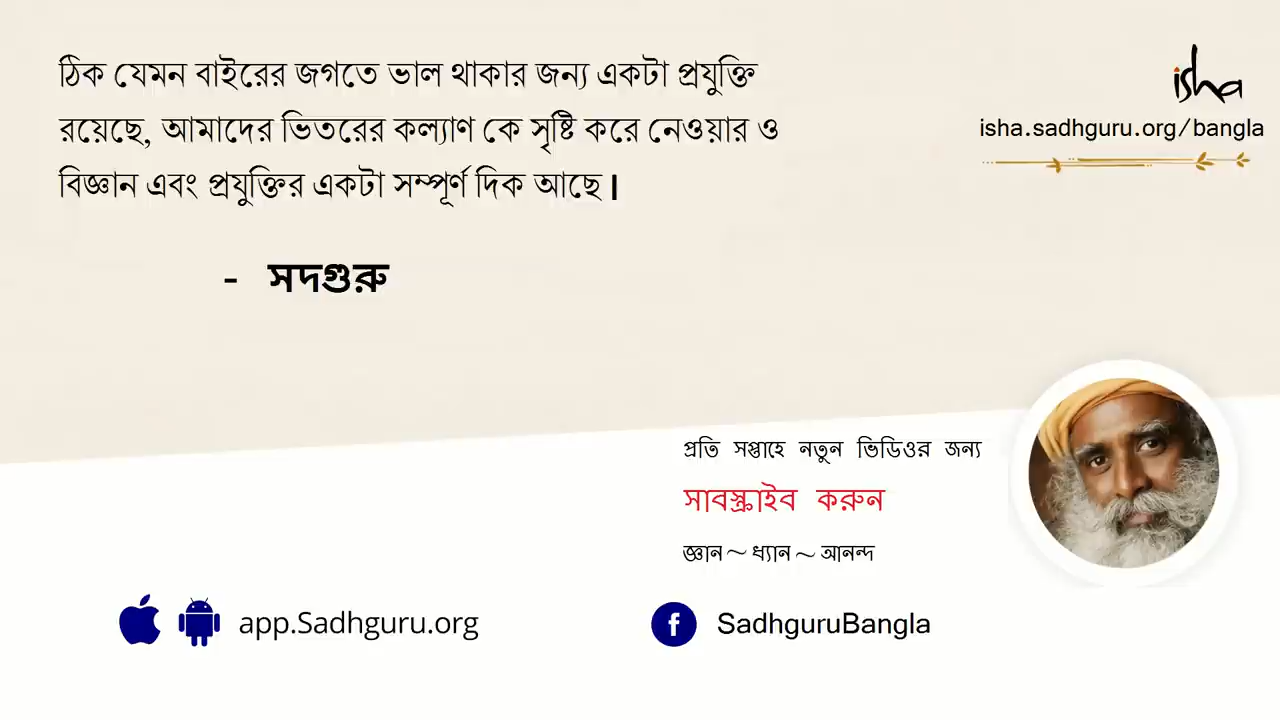 ঠিক যেমন বাইরের জগতে ভাল থাকার জন্য একটা প্রযুক্তি
রয়েছে, আমাদের ভিতরের কল্যাণ কে সৃষ্টি করে নেওয়ার ও
বিজ্ঞান এবং প্রযুক্তির একটা সম্পূর্ণ দিক আছে।
- সদগুরু
isha
isha.sadhguru.org/bangla
প্রতি সপ্তাহে নতুন ভিডিওর জন্য
সাবস্ক্রাইব করুন
জ্ঞান ~ ধ্যান ~ আনন্দ
app.Sadhguru.org
f SadhguruBangla